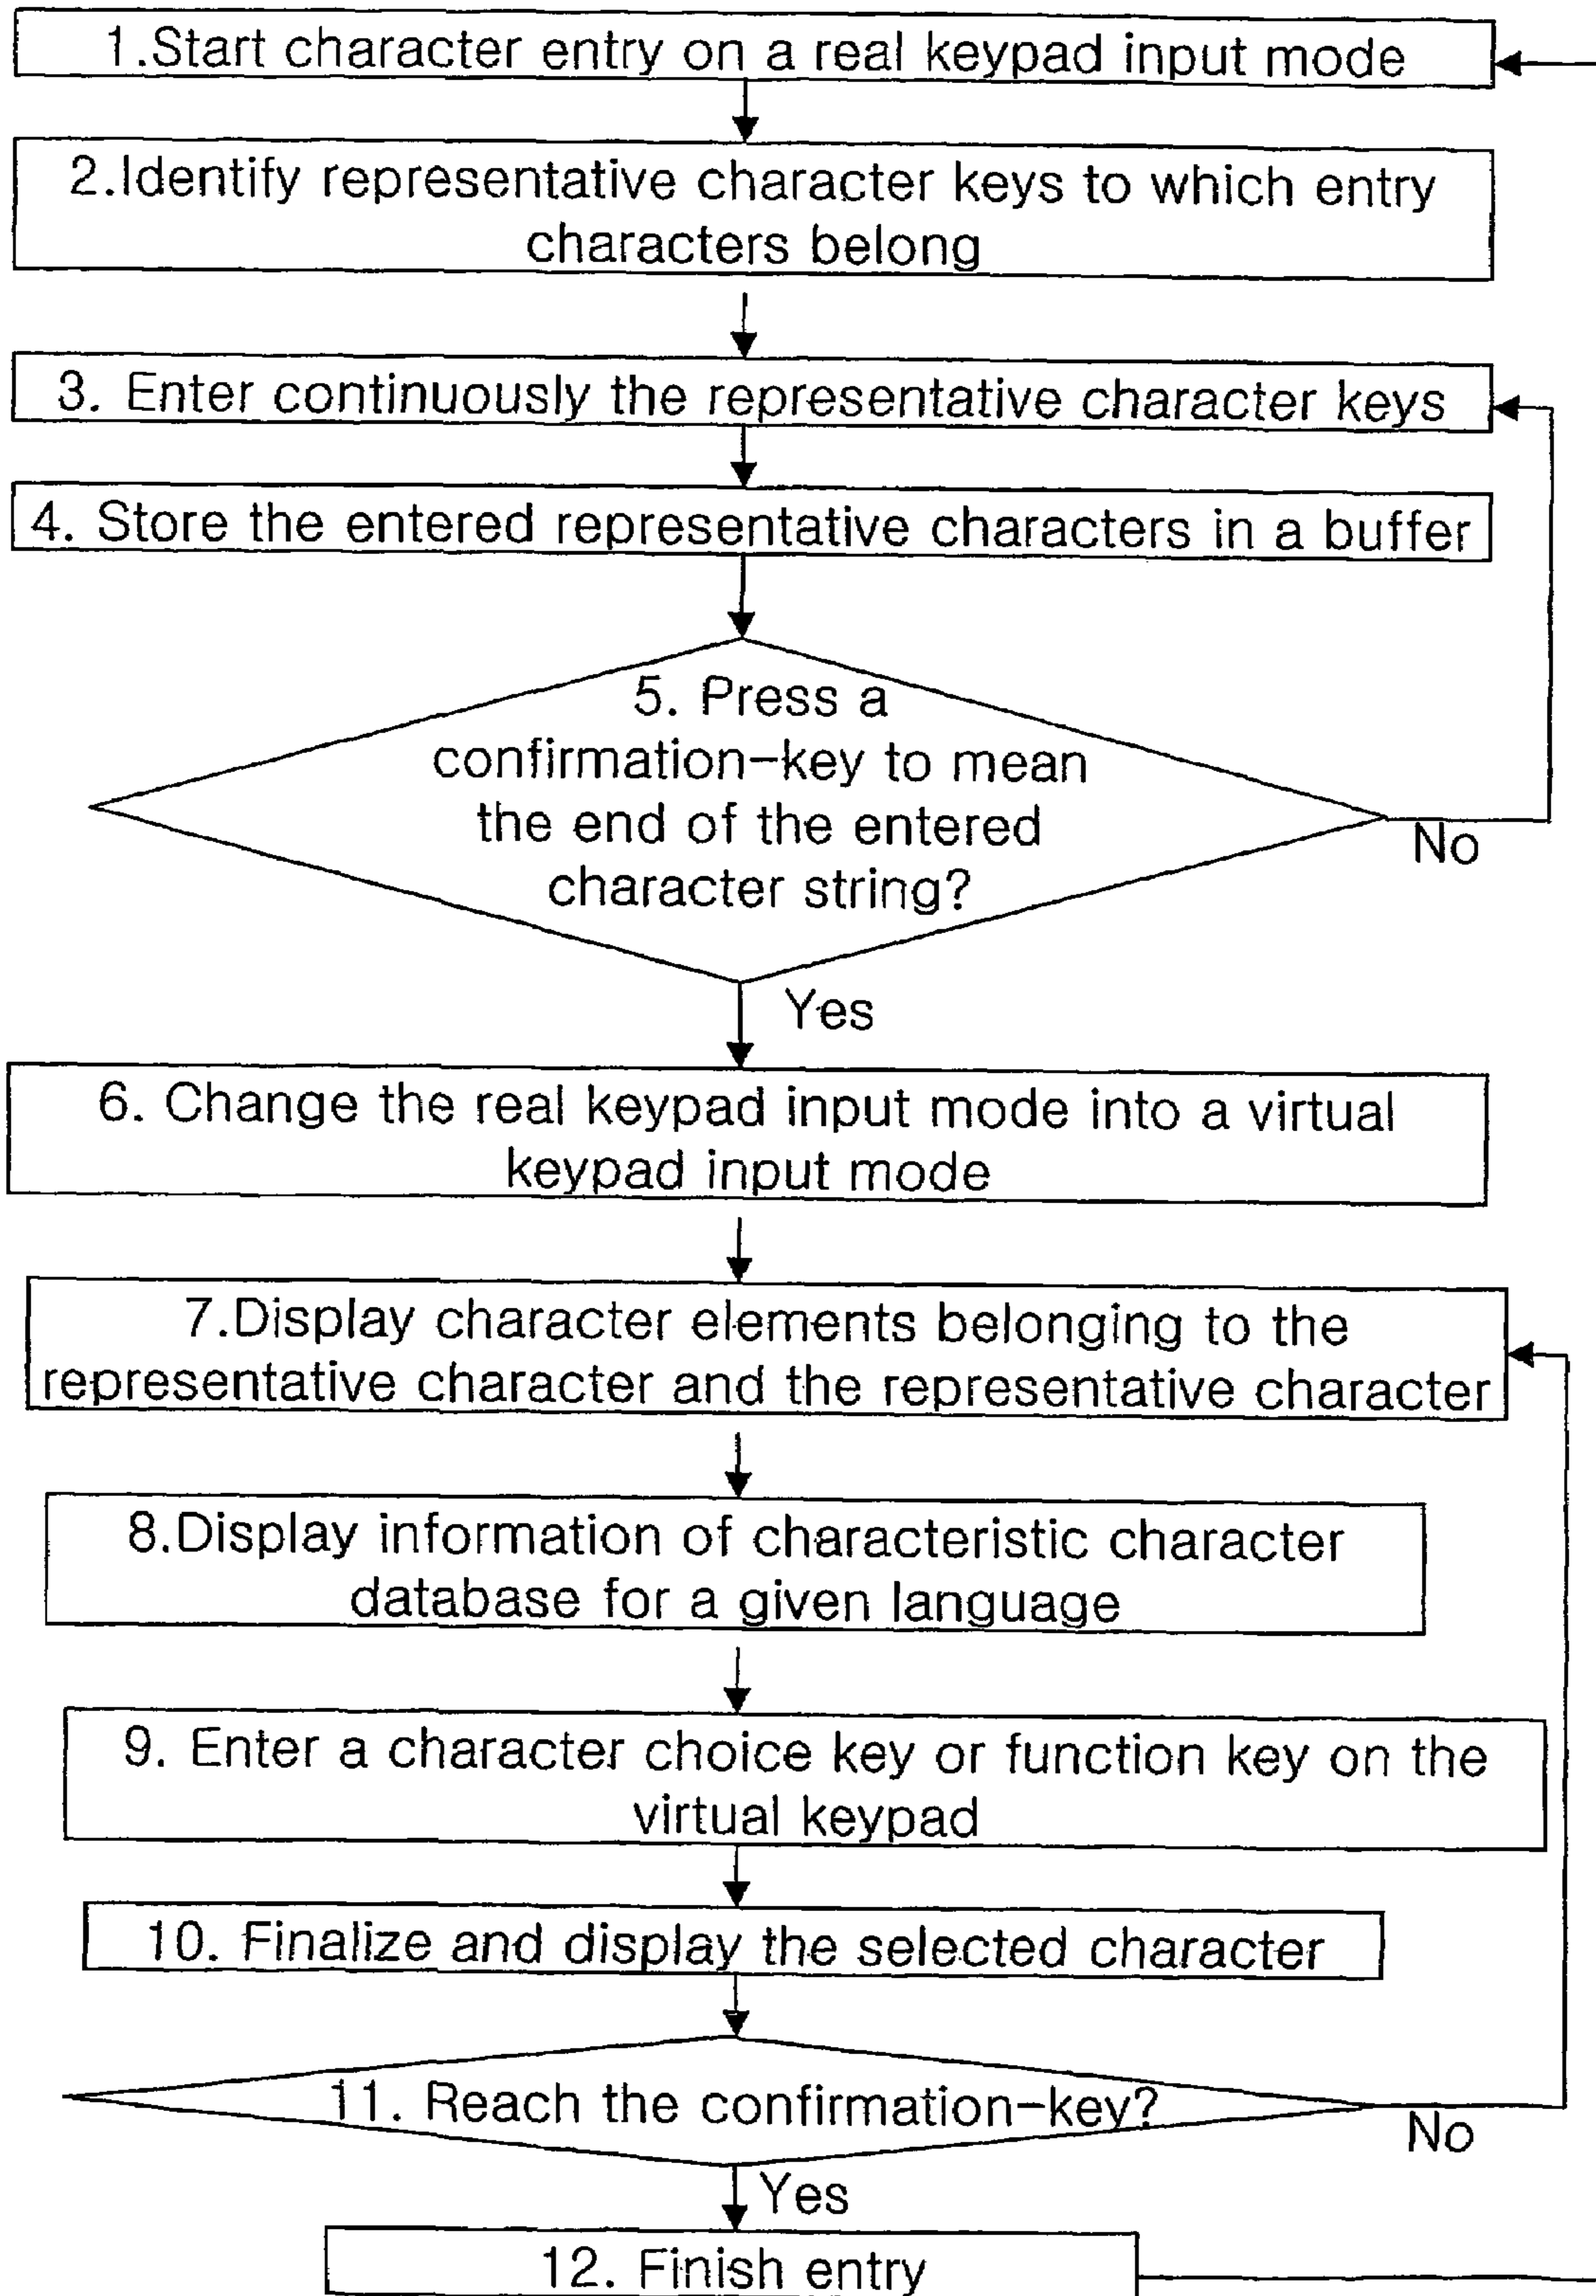 1.Start character entry on a real keypad input mode
2.Identify representative character keys to which entry
characters belong
3. Enter continuously the representative character keys
4. Store the entered representative characters in a buffer
5. Press a
confirmation-key to mean
the end of the entered
character string?
No
Yes
6. Change the real keypad input mode into a virtual
keypad input mode
7.Display character elements belonging to the
representative character and the representative character
8.Display information of characteristic character
database for a given language
9. Enter a character choice key or function key on the
virtual keypad
10. Finalize and display the selected character
11. Reach the confirmation-key?
No
Yes
12. Finish entry